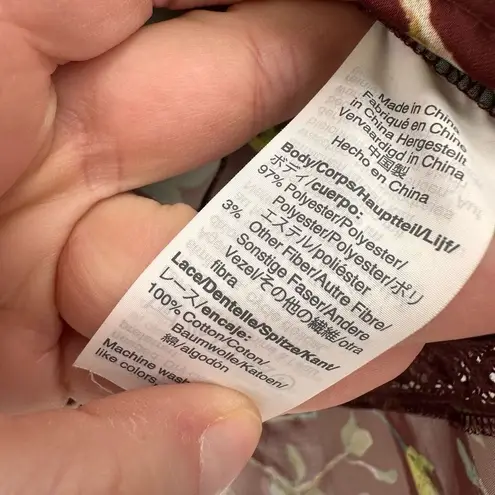 Made in China
Fabriqué en Chine
in China Hergestellt
Vervaardigd in China
中国製
Hecho en China
Body/Corps/Hauptteil/Lijf/
ボディ/cuerpo:
97% Polyester/Polyester/
Polyester/Polyester/ポリ
エステル/poliéster
3% Other Fiber/Autre Fibre/
Sonstige Faser/Andere
Vezel/その他の繊維/otra
fibra
Lace/Dentelle/Spitze/Kant/
レース/encaje:
100% Cotton/Coton/
Baumwolle/Katoen/
綿/algodón
Machine wash
like colors.